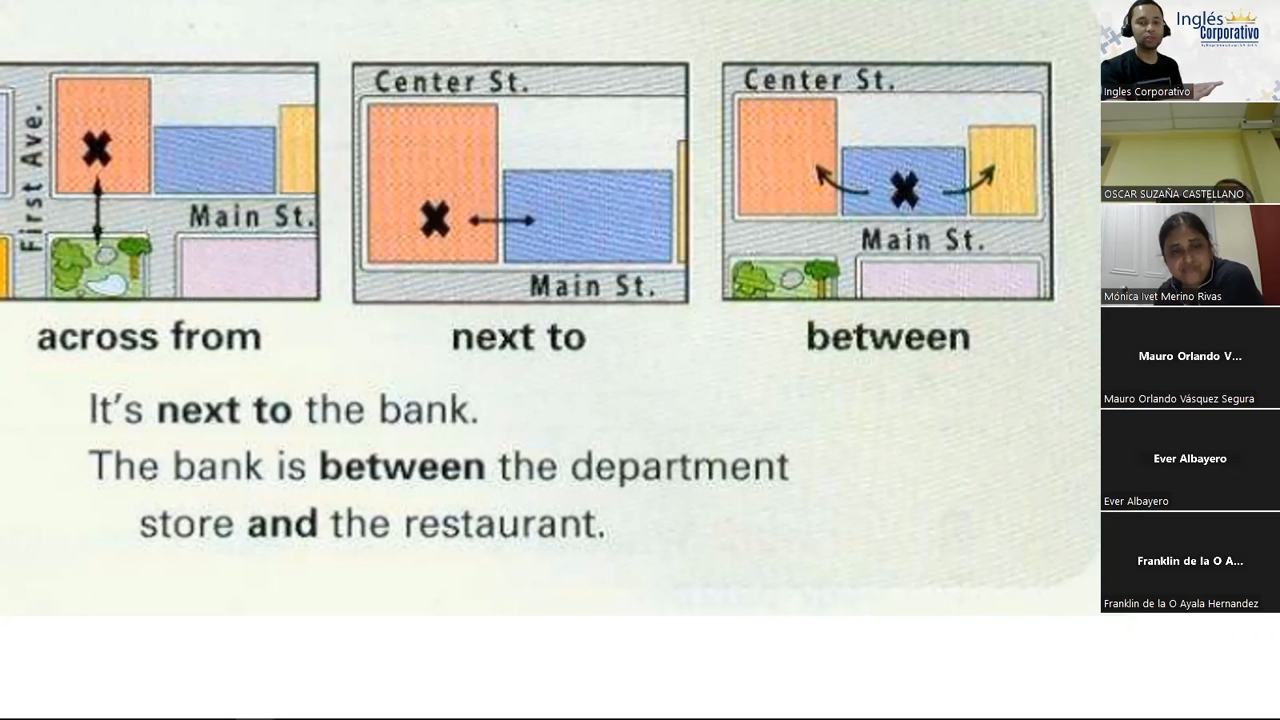 First Ave.
Main St.
across from
Center St.
Main St.
next to
Center St.
Main St.
between
It's next to the bank.
The bank is between the department
store and the restaurant.
Inglés
Corporativo
Ingles Corporativo
OSCAR SUZAÑA CASTELLANO
Mónica Ivet Merino Rivas
Mauro Orlando V...
Mauro Orlando Vásquez Segura
Ever Albayero
Ever Albayero
Franklin de la O A...
Franklin de la O Ayala Hernandez